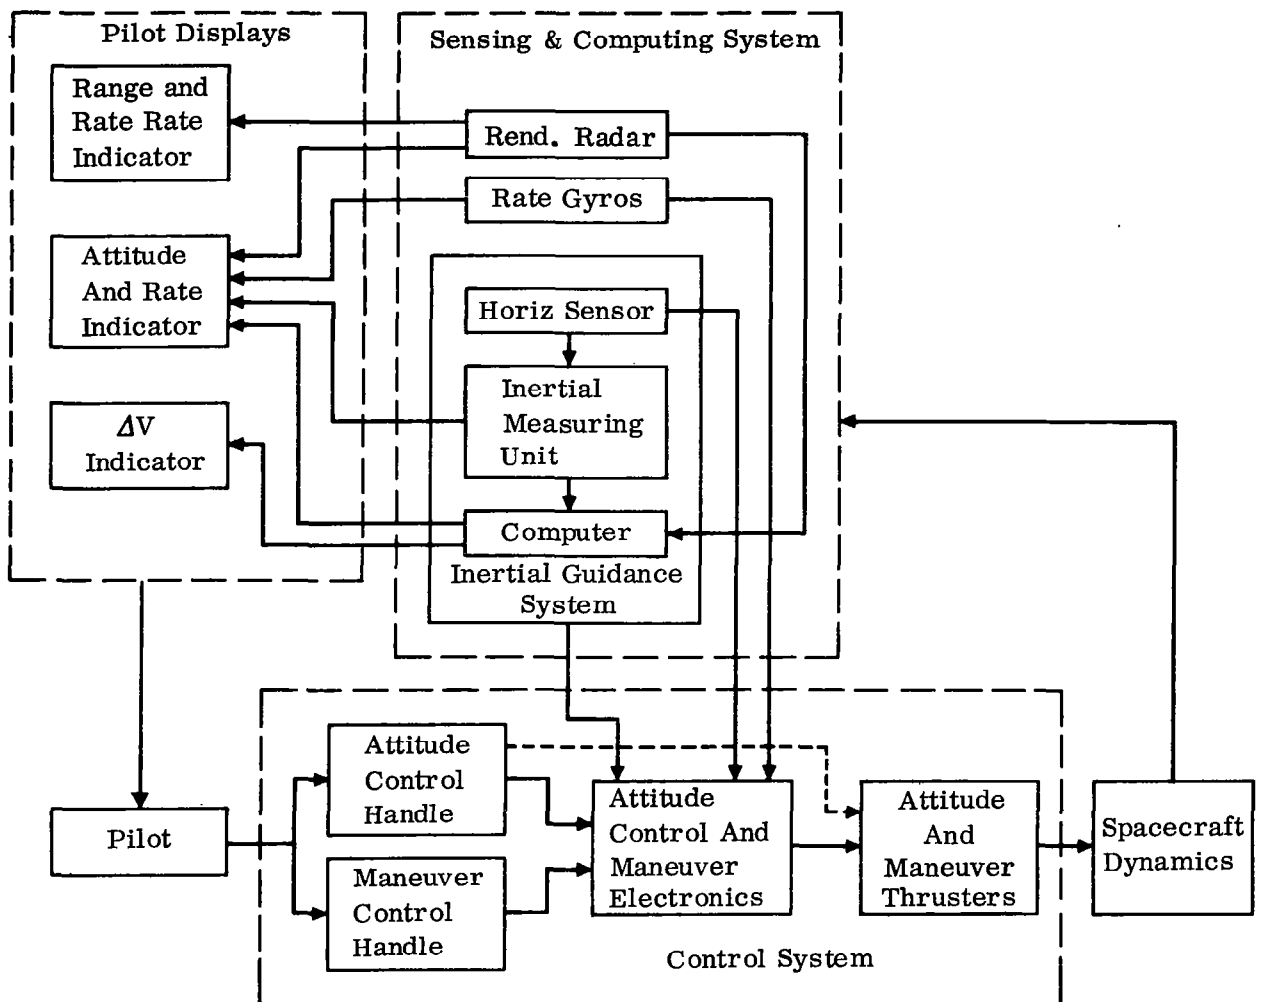 Pilot Displays
Range and
Rate Rate
Indicator
Attitude
And Rate
Indicator
ΔV
Indicator
Sensing & Computing System
Rend. Radar
Rate Gyros
Horiz Sensor
Inertial
Measuring
Unit
Computer
Inertial Guidance
System
Pilot
Attitude
Control
Handle
Maneuver
Control
Handle
Attitude
Control And
Maneuver
Electronics
Attitude
And
Maneuver
Thrusters
Spacecraft
Dynamics
Control System